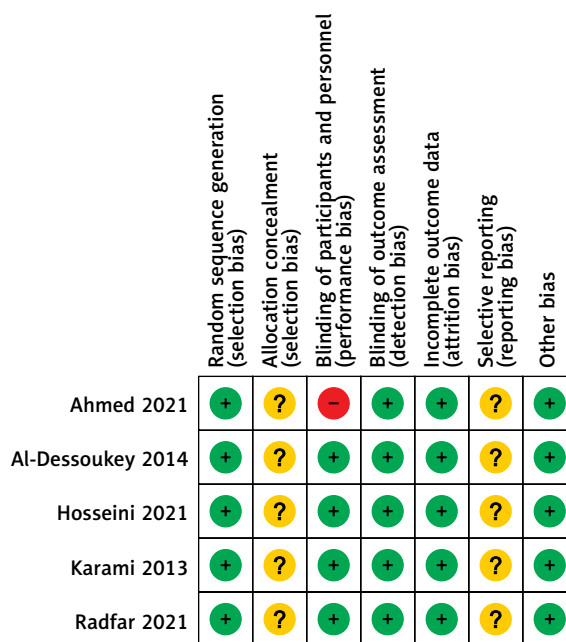 Random sequence generation
(selection bias)
Allocation concealment
(selection bias)
Blinding of participants and personnel
(performance bias)
Blinding of outcome assessment
(detection bias)
Incomplete outcome data
(attrition bias)
Selective reporting
(reporting bias)
Other bias
Ahmed 2021 + ? – + + ? +
Al-Dessoukey 2014 + ? + + + ? +
Hosseini 2021 + ? + + + ? +
Karami 2013 + ? + + + ? +
Radfar 2021 + ? + + + ? +